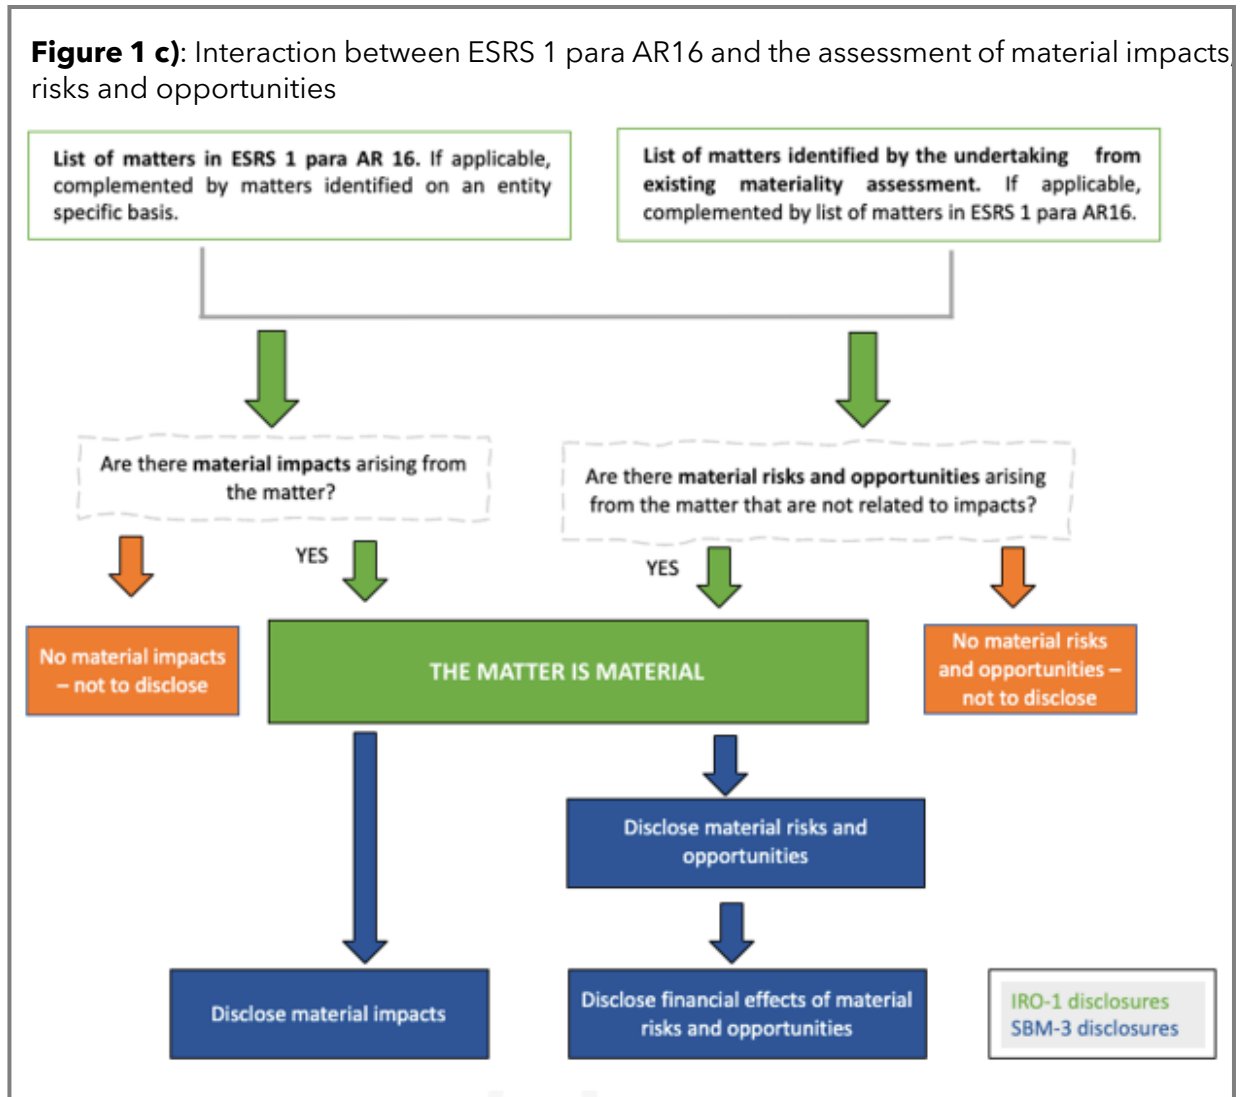 Figure 1 c): Interaction between ESRS 1 para AR16 and the assessment of material impacts,
risks and opportunities
List of matters in ESRS 1 para AR 16. If applicable,
complemented by matters identified on an entity
specific basis.
List of matters identified by the undertaking from
existing materiality assessment. If applicable,
complemented by list of matters in ESRS 1 para AR16.
Are there material impacts arising from
the matter?
Are there material risks and opportunities arising
from the matter that are not related to impacts?
YES
YES
No material impacts
– not to disclose
THE MATTER IS MATERIAL
No material risks
and opportunities –
not to disclose
Disclose material risks and
opportunities
Disclose material impacts
Disclose financial effects of material
risks and opportunities
IRO-1 disclosures
SBM-3 disclosures